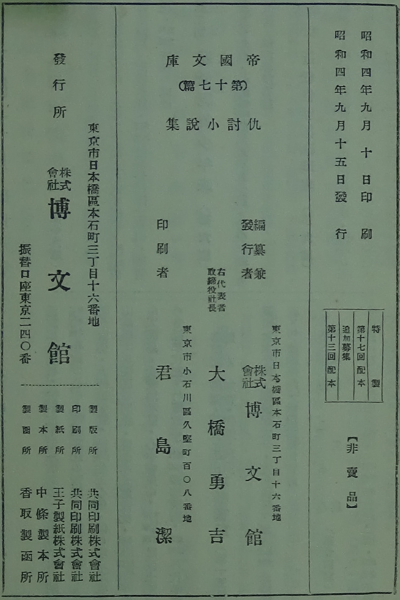 昭和四年九月十日印刷
昭和四年九月十五日發行
特製
第十七回配本
追加募集
第十三回配本
【非賣品】
帝國文庫
(第十七篇)
仇討小說集
編纂兼
發行者
東京市日本橋區本石町三丁目十六番地
株式會社 博文館
右代表者
取締役社長
大橋勇吉
印刷者
東京市小石川區久堅町百〇八番地
君島潔
發行所
東京市日本橋區本石町三丁目十六番地
株式會社 博文館
振替口座東京二四〇番
製版所 共同印刷株式會社
印刷所 共同印刷株式會社
製紙所 王子製紙株式會社
製本所 中條製本所
製函所 香取製函所